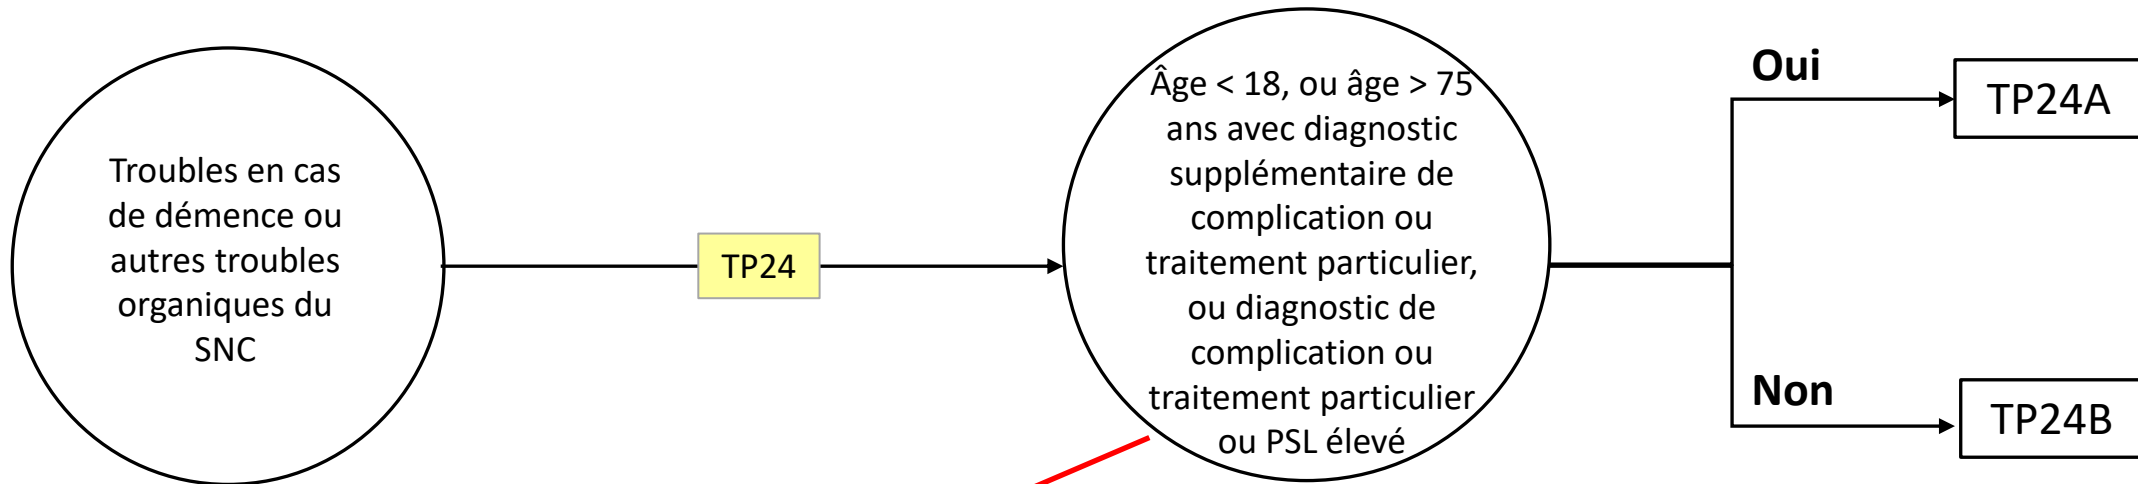 Troubles en cas
de démence ou
autres troubles
organiques du
SNC
TP24
Âge < 18, ou âge > 75
ans avec diagnostic
supplémentaire de
complication ou
traitement particulier,
ou diagnostic de
complication ou
traitement particulier
ou PSL élevé
Oui
TP24A
Non
TP24B